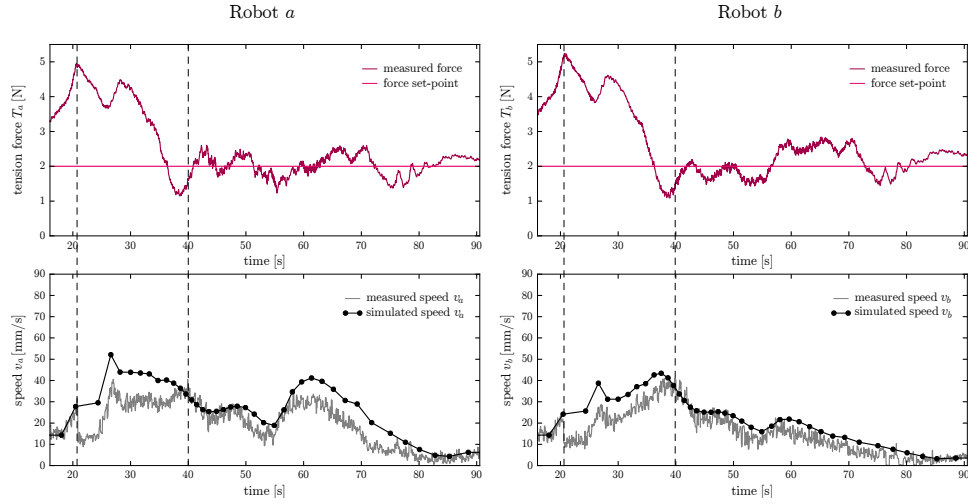 Robot a
Robot b
tension force Tₐ [N]
5
4
3
2
1
0
measured force
force set-point
20 30 40 50 60 70 80 90
time [s]
tension force T_b [N]
5
4
3
2
1
0
measured force
force set-point
20 30 40 50 60 70 80 90
time [s]
speed vₐ [mm/s]
90
80
70
60
50
40
30
20
10
0
measured speed vₐ
simulated speed vₐ
20 30 40 50 60 70 80 90
time [s]
speed v_b [mm/s]
90
80
70
60
50
40
30
20
10
0
measured speed v_b
simulated speed v_b
20 30 40 50 60 70 80 90
time [s]